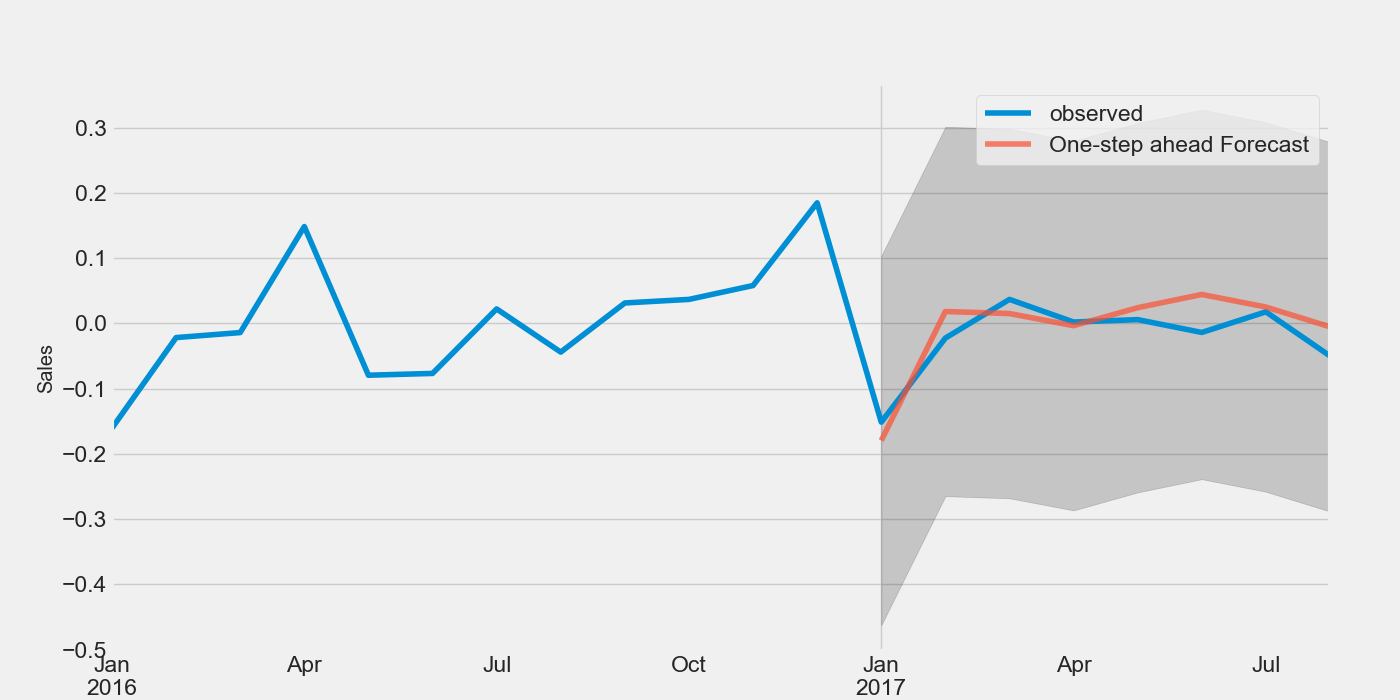 observed
One-step ahead Forecast
0.3
0.2
0.1
0.0
−0.1
−0.2
−0.3
−0.4
−0.5
Sales
Jan Apr Jul Oct Jan Apr Jul
2016 2017